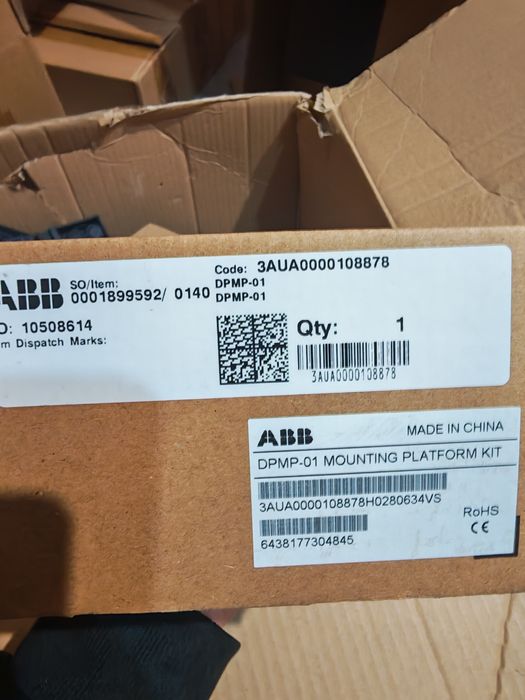 ABB
SO/Item:
0001899592/ 0140
Code: 3AUA0000108878
DPMP-01
DPMP-01
D: 10508614
m Dispatch Marks:
Qty: 1
3AUA0000108878
ABB MADE IN CHINA
DPMP-01 MOUNTING PLATFORM KIT
3AUA0000108878H0280634VS
6438177304845
RoHS
CE